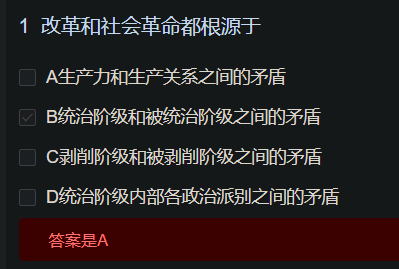 1 改革和社会革命都根源于
A生产力和生产关系之间的矛盾
B统治阶级和被统治阶级之间的矛盾
C剥削阶级和被剥削阶级之间的矛盾
D统治阶级内部各政治派别之间的矛盾
答案是A